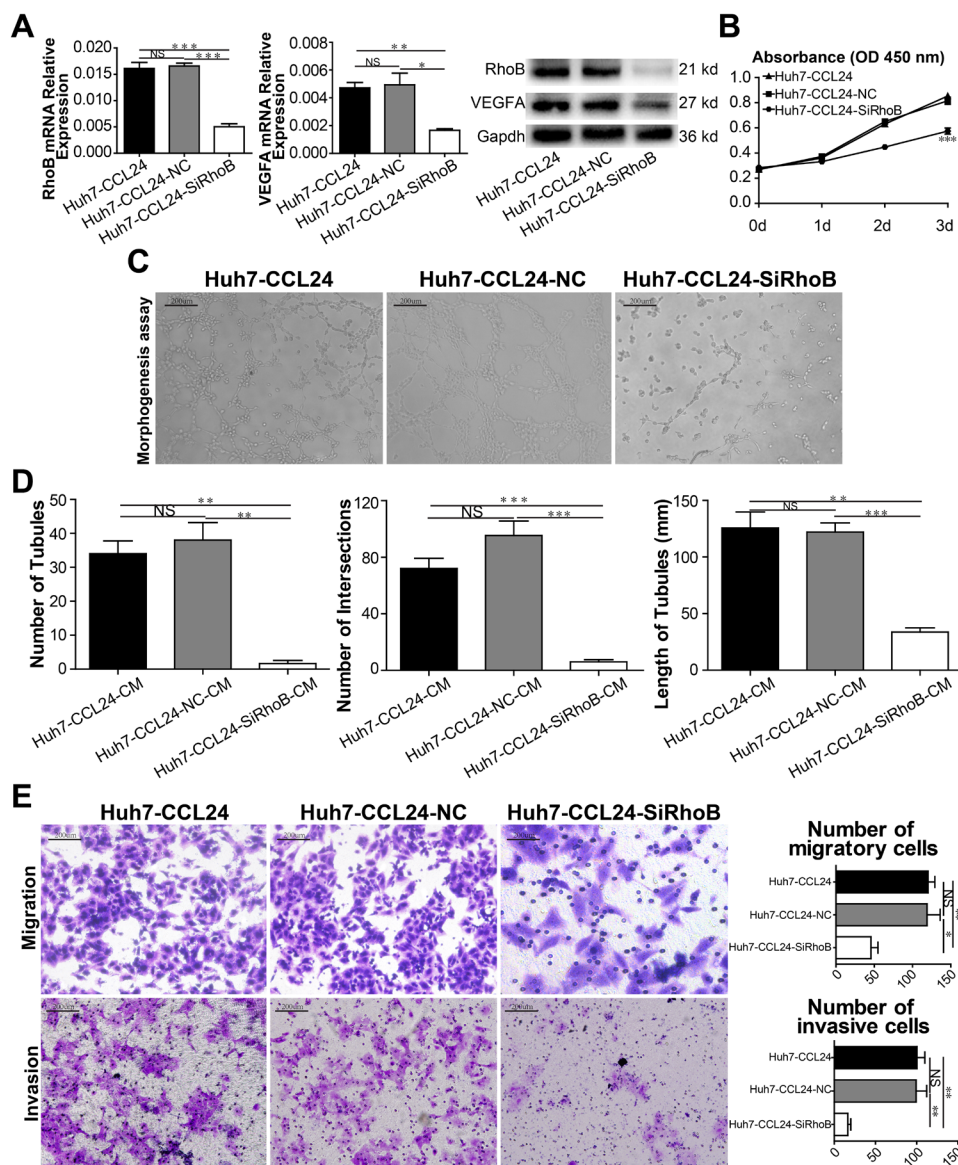 A
RhoB mRNA Relative
Expression
0.020
0.015
0.010
0.005
0.000
***
NS
***
Huh7-CCL24
Huh7-CCL24-NC
Huh7-CCL24-SiRhoB
VEGFA mRNA Relative
Expression
0.006
0.004
0.002
0.000
**
NS
*
Huh7-CCL24
Huh7-CCL24-NC
Huh7-CCL24-SiRhoB
RhoB
21 kd
VEGFA
27 kd
Gapdh
36 kd
Huh7-CCL24
Huh7-CCL24-NC
Huh7-CCL24-SiRhoB
B
Absorbance (OD 450 nm)
Huh7-CCL24
Huh7-CCL24-NC
Huh7-CCL24-SiRhoB
1.0
0.8
0.6
0.4
0.2
0.0
***
0d
1d
2d
3d
C
Huh7-CCL24
Huh7-CCL24-NC
Huh7-CCL24-SiRhoB
Morphogenesis assay
200um
200um
200um
D
Number of Tubules
40
30
20
10
0
**
NS
**
Huh7-CCL24-CM
Huh7-CCL24-NC-CM
Huh7-CCL24-SiRhoB-CM
Number of Intersections
120
80
40
0
***
NS
***
Huh7-CCL24-CM
Huh7-CCL24-NC-CM
Huh7-CCL24-SiRhoB-CM
Length of Tubules (mm)
150
100
50
0
**
NS
***
Huh7-CCL24-CM
Huh7-CCL24-NC-CM
Huh7-CCL24-SiRhoB-CM
E
Huh7-CCL24
Huh7-CCL24-NC
Huh7-CCL24-SiRhoB
Migration
200um
200um
200um
Invasion
200um
200um
200um
Number of
migratory cells
Huh7-CCL24
Huh7-CCL24-NC
Huh7-CCL24-SiRhoB
NS
*
**
0
50
100
150
Number of
invasive cells
Huh7-CCL24
Huh7-CCL24-NC
Huh7-CCL24-SiRhoB
NS
**
**
0
50
100
150